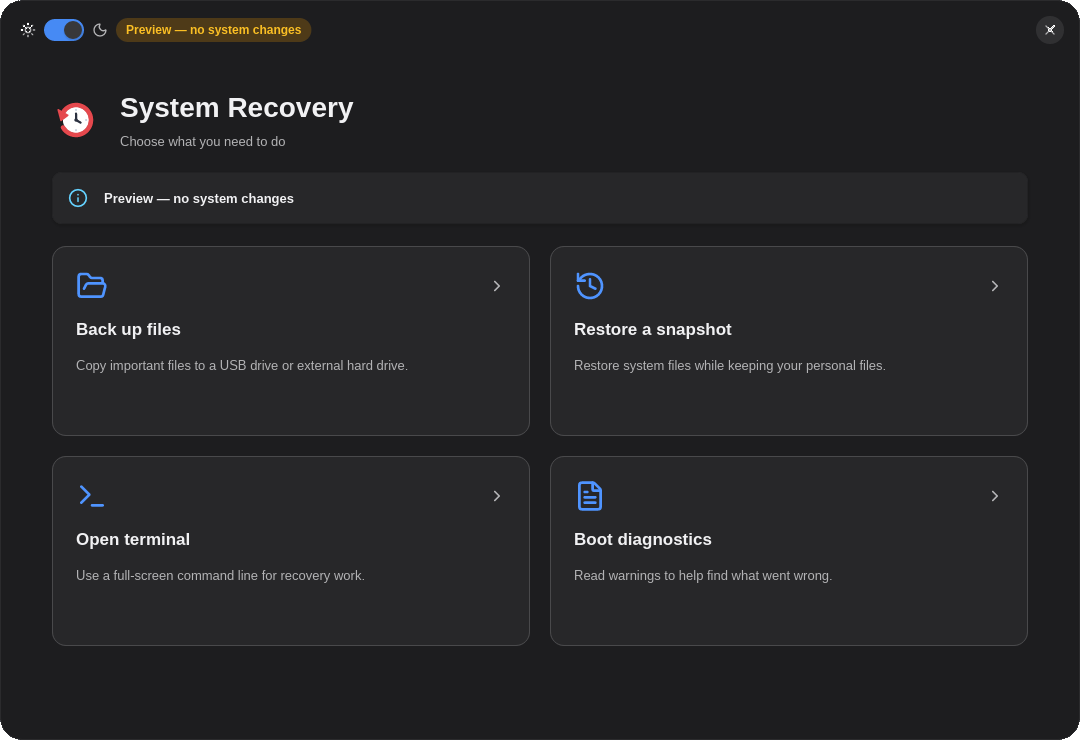 Preview — no system changes
System Recovery
Choose what you need to do
Preview — no system changes
Back up files
Copy important files to a USB drive or external hard drive.
Restore a snapshot
Restore system files while keeping your personal files.
Open terminal
Use a full-screen command line for recovery work.
Boot diagnostics
Read warnings to help find what went wrong.